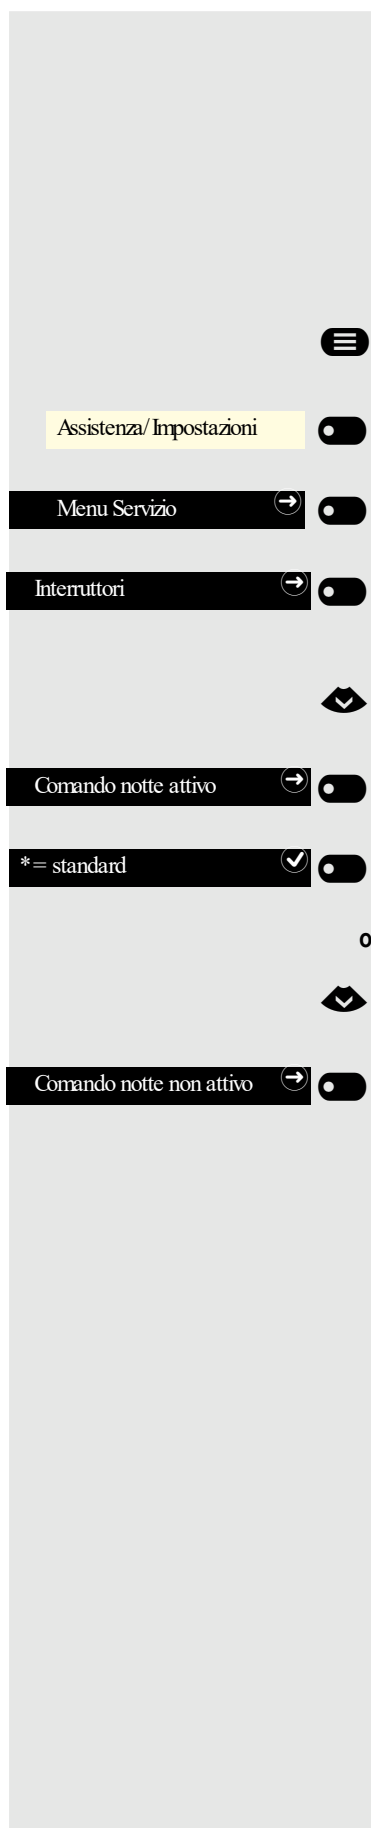 Assistenza/Impostazioni
Menu Servizio
Interruttori
Comando notte attivo
*= standard
o
Comando notte non attivo